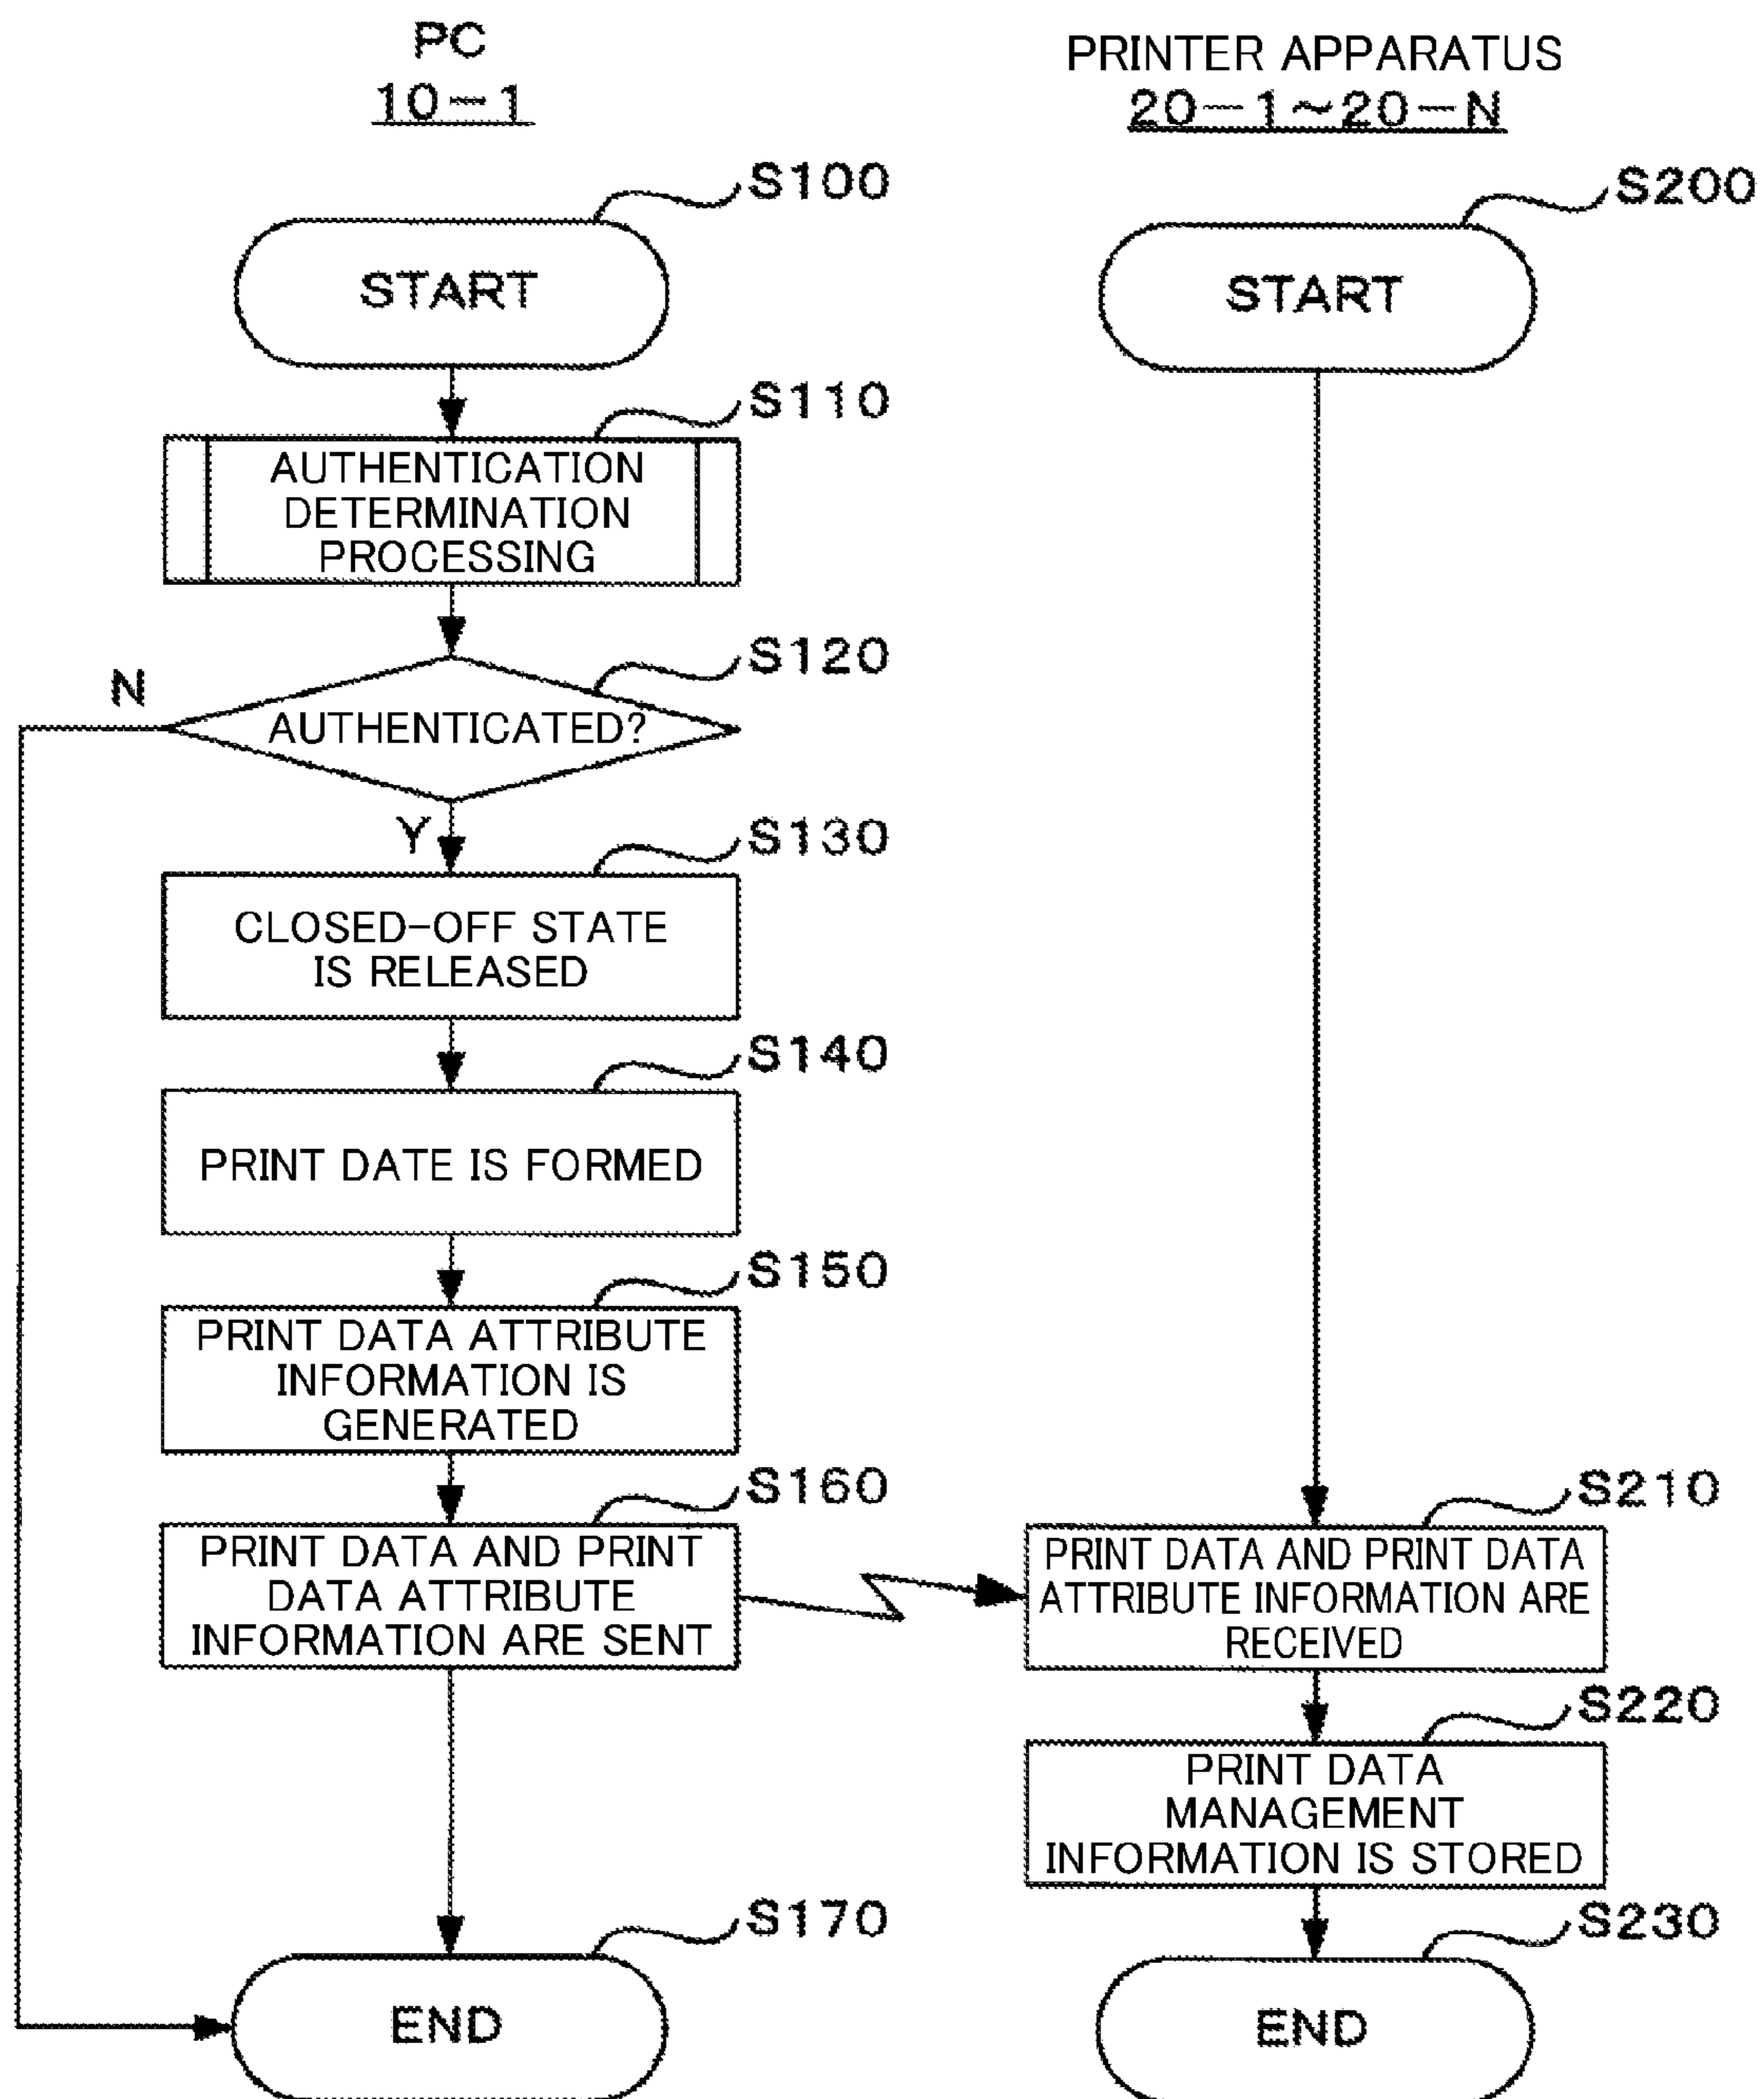 PC
10-1
S100
START
S110
AUTHENTICATION
DETERMINATION
PROCESSING
S120
N
AUTHENTICATED?
Y
S130
CLOSED-OFF STATE
IS RELEASED
S140
PRINT DATE IS FORMED
S150
PRINT DATA ATTRIBUTE
INFORMATION IS
GENERATED
S160
PRINT DATA AND PRINT
DATA ATTRIBUTE
INFORMATION ARE SENT
S170
END
PRINTER APPARATUS
20-1~20-N
S200
START
S210
PRINT DATA AND PRINT DATA
ATTRIBUTE INFORMATION ARE
RECEIVED
S220
PRINT DATA
MANAGEMENT
INFORMATION IS STORED
S230
END